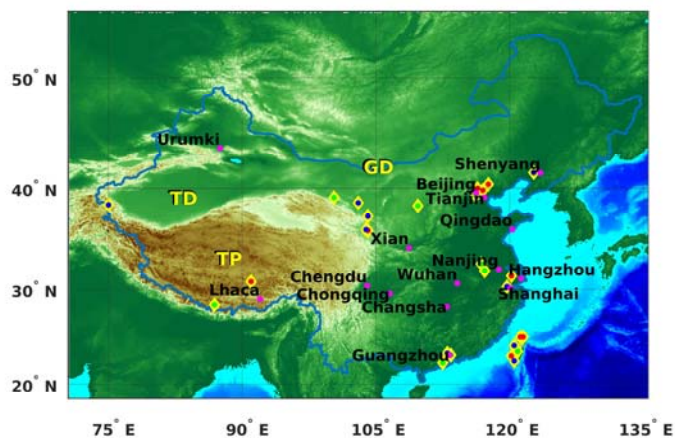 50° N
Urumki
GD
Shenyang
40° N
TD
Beijing
Tianjin
Qingdao
Xian
TP
Nanjing
Hangzhou
Chengdu
Wuhan
30° N
Lhaca
Chongqing
Shanghai
Changsha
Guangzhou
20° N
75° E
90° E
105° E
120° E
135° E